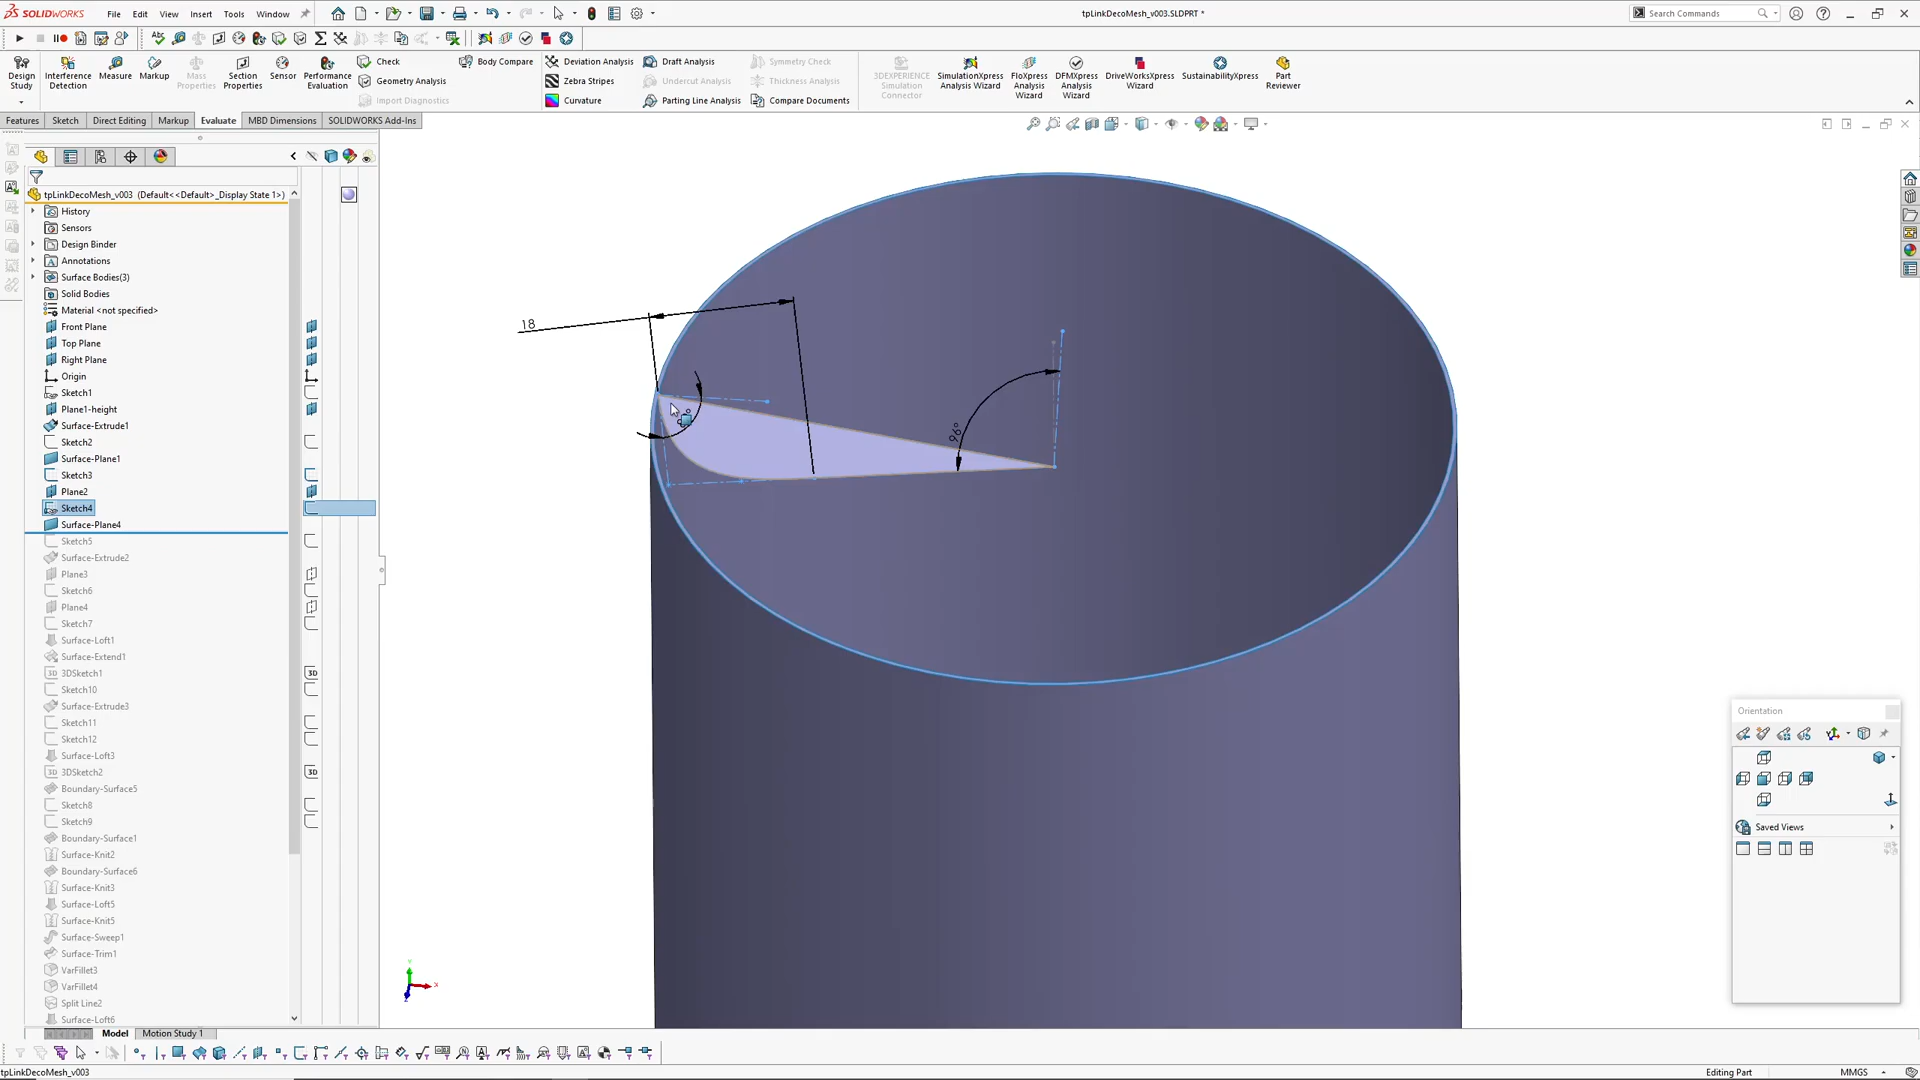 SOLIDWORKS
File
Edit
View
Insert
Tools
Window
tpLinkDecoMesh_v003.SLDPRT *
Search Commands
Design Study
Interference Detection
Measure
Markup
Mass Properties
Section Properties
Sensor
Performance Evaluation
Check
Geometry Analysis
Import Diagnostics
Body Compare
Deviation Analysis
Zebra Stripes
Curvature
Draft Analysis
Undercut Analysis
Parting Line Analysis
Symmetry Check
Thickness Analysis
Compare Documents
3DEXPERIENCE Simulation Connector
SimulationXpress Analysis Wizard
FloXpress Analysis Wizard
DFMXpress Analysis Wizard
DriveWorksXpress Wizard
SustainabilityXpress
Part Reviewer
Features
Sketch
Direct Editing
Markup
Evaluate
MBD Dimensions
SOLIDWORKS Add-Ins
tpLinkDecoMesh_v003 (Default<<Default>_Display State 1>)
History
Sensors
Design Binder
Annotations
Surface Bodies(3)
Solid Bodies
Material <not specified>
Front Plane
Top Plane
Right Plane
Origin
Sketch1
Plane1-height
Surface-Extrude1
Sketch2
Surface-Plane1
Sketch3
Plane2
Sketch4
Surface-Plane4
Sketch5
Surface-Extrude2
Plane3
Sketch6
Plane4
Sketch7
Surface-Loft1
Surface-Extend1
3DSketch1
Sketch10
Surface-Extrude3
Sketch11
Sketch12
Surface-Loft3
3DSketch2
Boundary-Surface5
Sketch8
Sketch9
Boundary-Surface1
Surface-Knit2
Boundary-Surface6
Surface-Knit3
Surface-Loft5
Surface-Knit5
Surface-Sweep1
Surface-Trim1
VarFillet3
VarFillet4
Split Line2
Surface-Loft6
18
96°
Orientation
Saved Views
Model
Motion Study 1
tpLinkDecoMesh_v003
Editing Part
MMGS